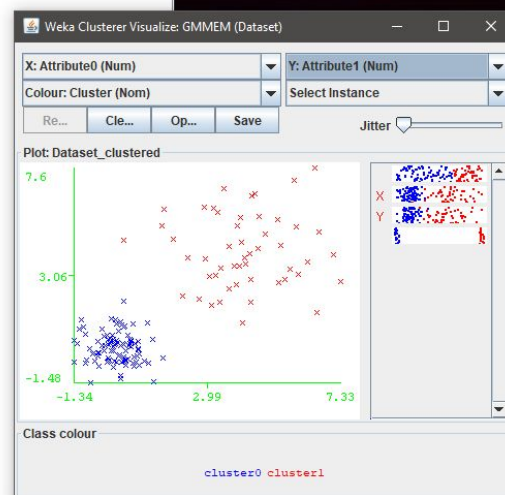 Weka Clusterer Visualize: GMMEM (Dataset)
X: Attribute0 (Num) Y: Attribute1 (Num)
Colour: Cluster (Nom) Select Instance
Re... Cle... Op... Save Jitter
Plot: Dataset_clustered
7.6
3.06
-1.48
-1.34 2.99 7.33
X
Y
Class colour
cluster0 cluster1